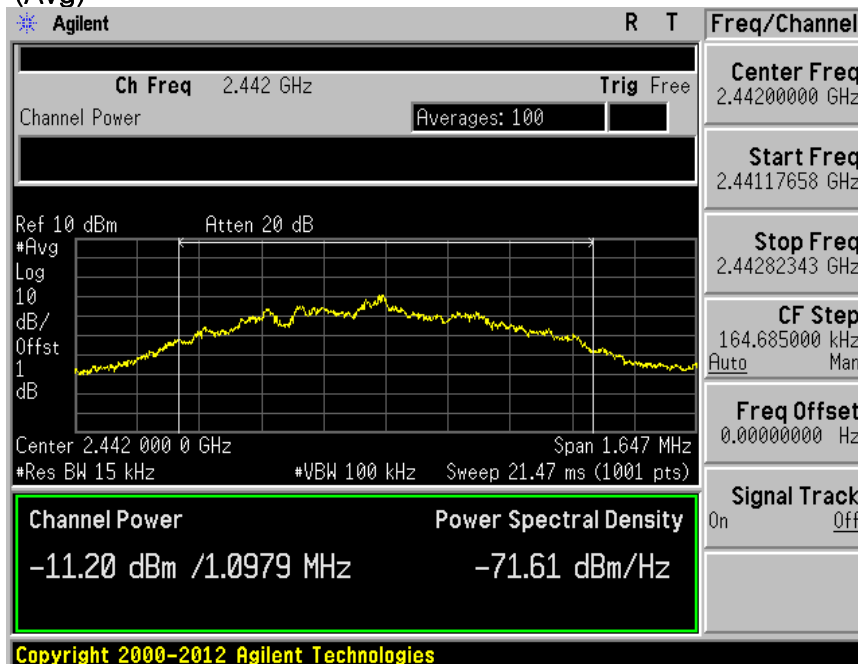 (Avg)
Agilent R T
Ch Freq 2.442 GHz Trig Free
Channel Power Averages: 100
Ref 10 dBm Atten 20 dB
#Avg
Log
10
dB/
Offst
1
dB
Center 2.442 000 0 GHz Span 1.647 MHz
#Res BW 15 kHz #VBW 100 kHz Sweep 21.47 ms (1001 pts)
Channel Power Power Spectral Density
-11.20 dBm /1.0979 MHz -71.61 dBm/Hz
Copyright 2000-2012 Agilent Technologies
Freq/Channel
Center Freq
2.44200000 GHz
Start Freq
2.44117658 GHz
Stop Freq
2.44282343 GHz
CF Step
164.685000 kHz
Auto Man
Freq Offset
0.00000000 Hz
Signal Track
On Off